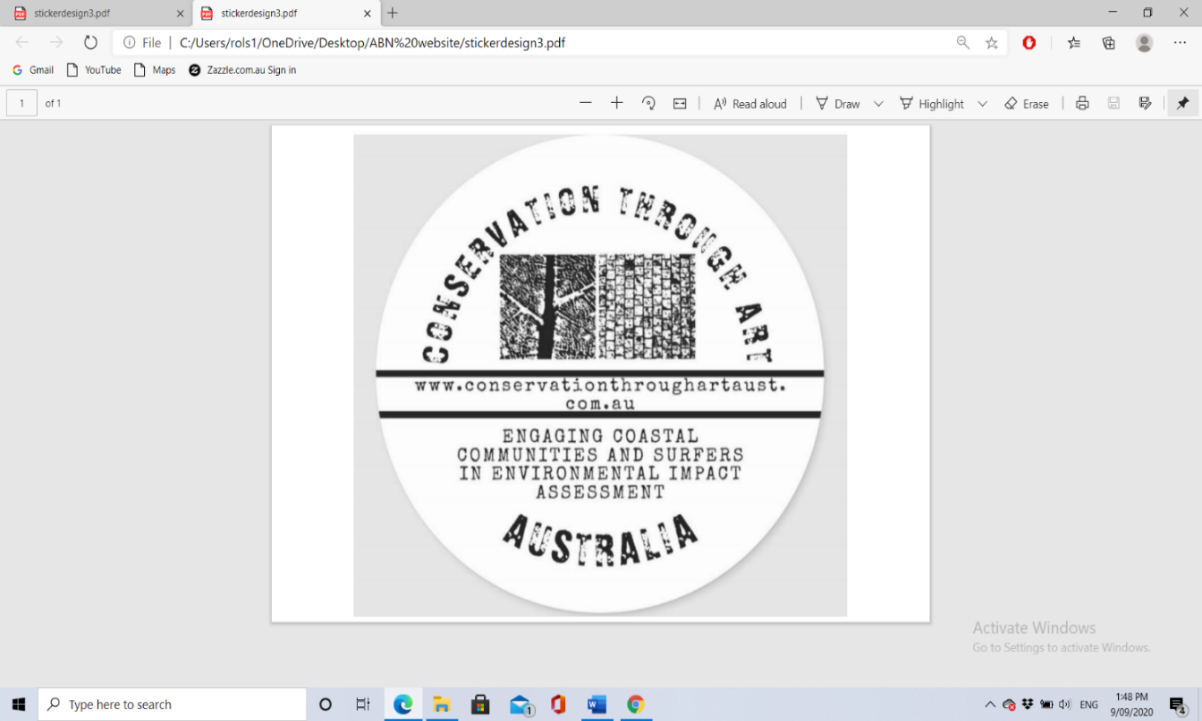 stickerdesign3.pdf
stickerdesign3.pdf
File | C:/Users/rols1/OneDrive/Desktop/ABN%20website/stickerdesign3.pdf
Gmail YouTube Maps Zazzle.com.au Sign in
1 of 1 Read aloud Draw Highlight Erase
CONSERVATION THROUGH ART
www.conservationthroughartaust.
com.au
ENGAGING COASTAL
COMMUNITIES AND SURFERS
IN ENVIRONMENTAL IMPACT
ASSESSMENT
AUSTRALIA
Activate Windows
Go to Settings to activate Windows.
Type here to search
1
ENG
1:48 PM
9/09/2020
4